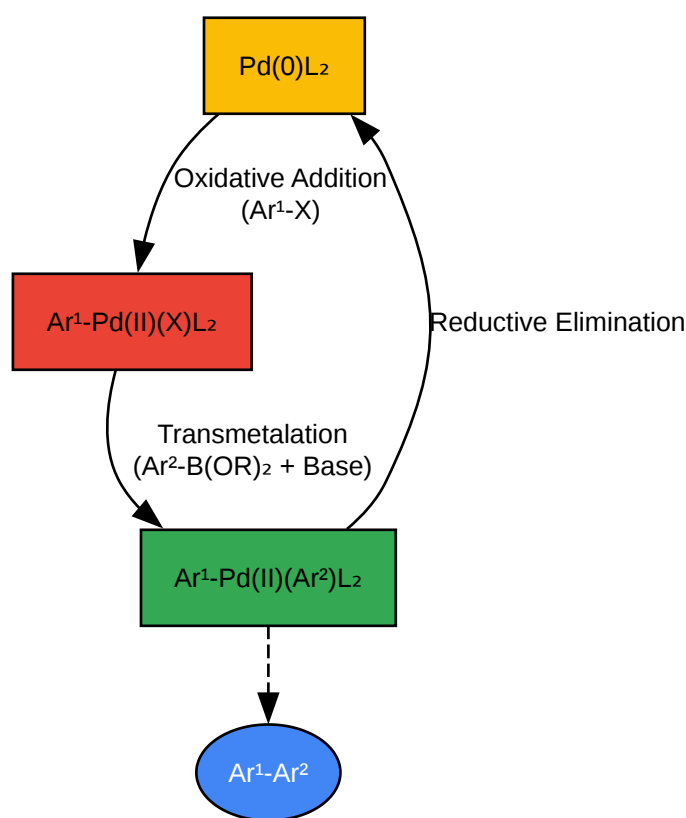 Pd(0)L₂
Oxidative Addition
(Ar¹-X)
Ar¹-Pd(II)(X)L₂
Reductive Elimination
Transmetalation
(Ar²-B(OR)₂ + Base)
Ar¹-Pd(II)(Ar²)L₂
Ar¹-Ar²